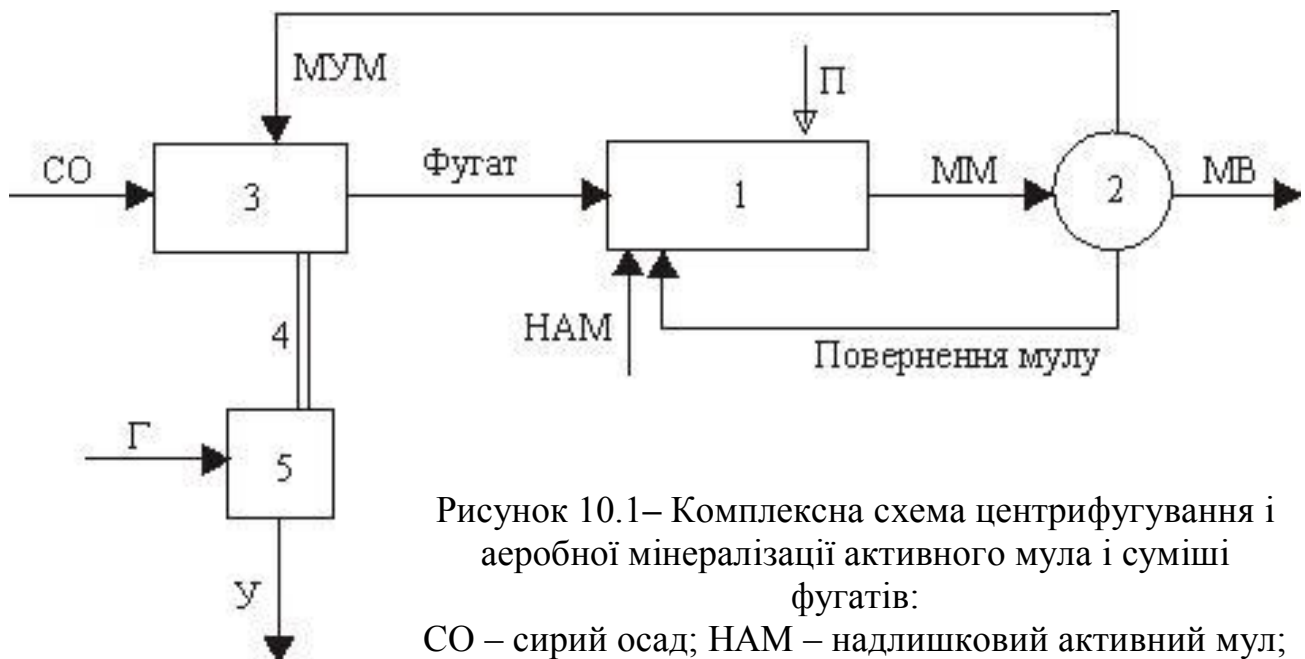 МУМ
П
СО
3
Фугат
1
ММ
2
МВ
4
НАМ
Повернення мулу
Г
5
У
Рисунок 10.1– Комплексна схема центрифугування і
аеробної мінералізації активного мула і суміші
фугатів:
СО – сирий осад; НАМ – надлишковий активний мул;